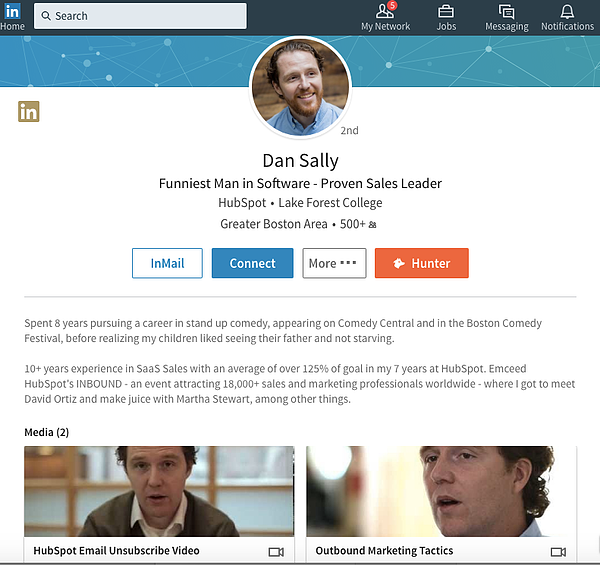 in
Search
5
Home
My Network
Jobs
Messaging
Notifications
in
2nd
Dan Sally
Funniest Man in Software - Proven Sales Leader
HubSpot • Lake Forest College
Greater Boston Area • 500+
InMail
Connect
More
Hunter
Spent 8 years pursuing a career in stand up comedy, appearing on Comedy Central and in the Boston Comedy
Festival, before realizing my children liked seeing their father and not starving.
10+ years experience in SaaS Sales with an average of over 125% of goal in my 7 years at HubSpot. Emceed
HubSpot's INBOUND - an event attracting 18,000+ sales and marketing professionals worldwide - where I got to meet
David Ortiz and make juice with Martha Stewart, among other things.
Media (2)
HubSpot Email Unsubscribe Video
Outbound Marketing Tactics